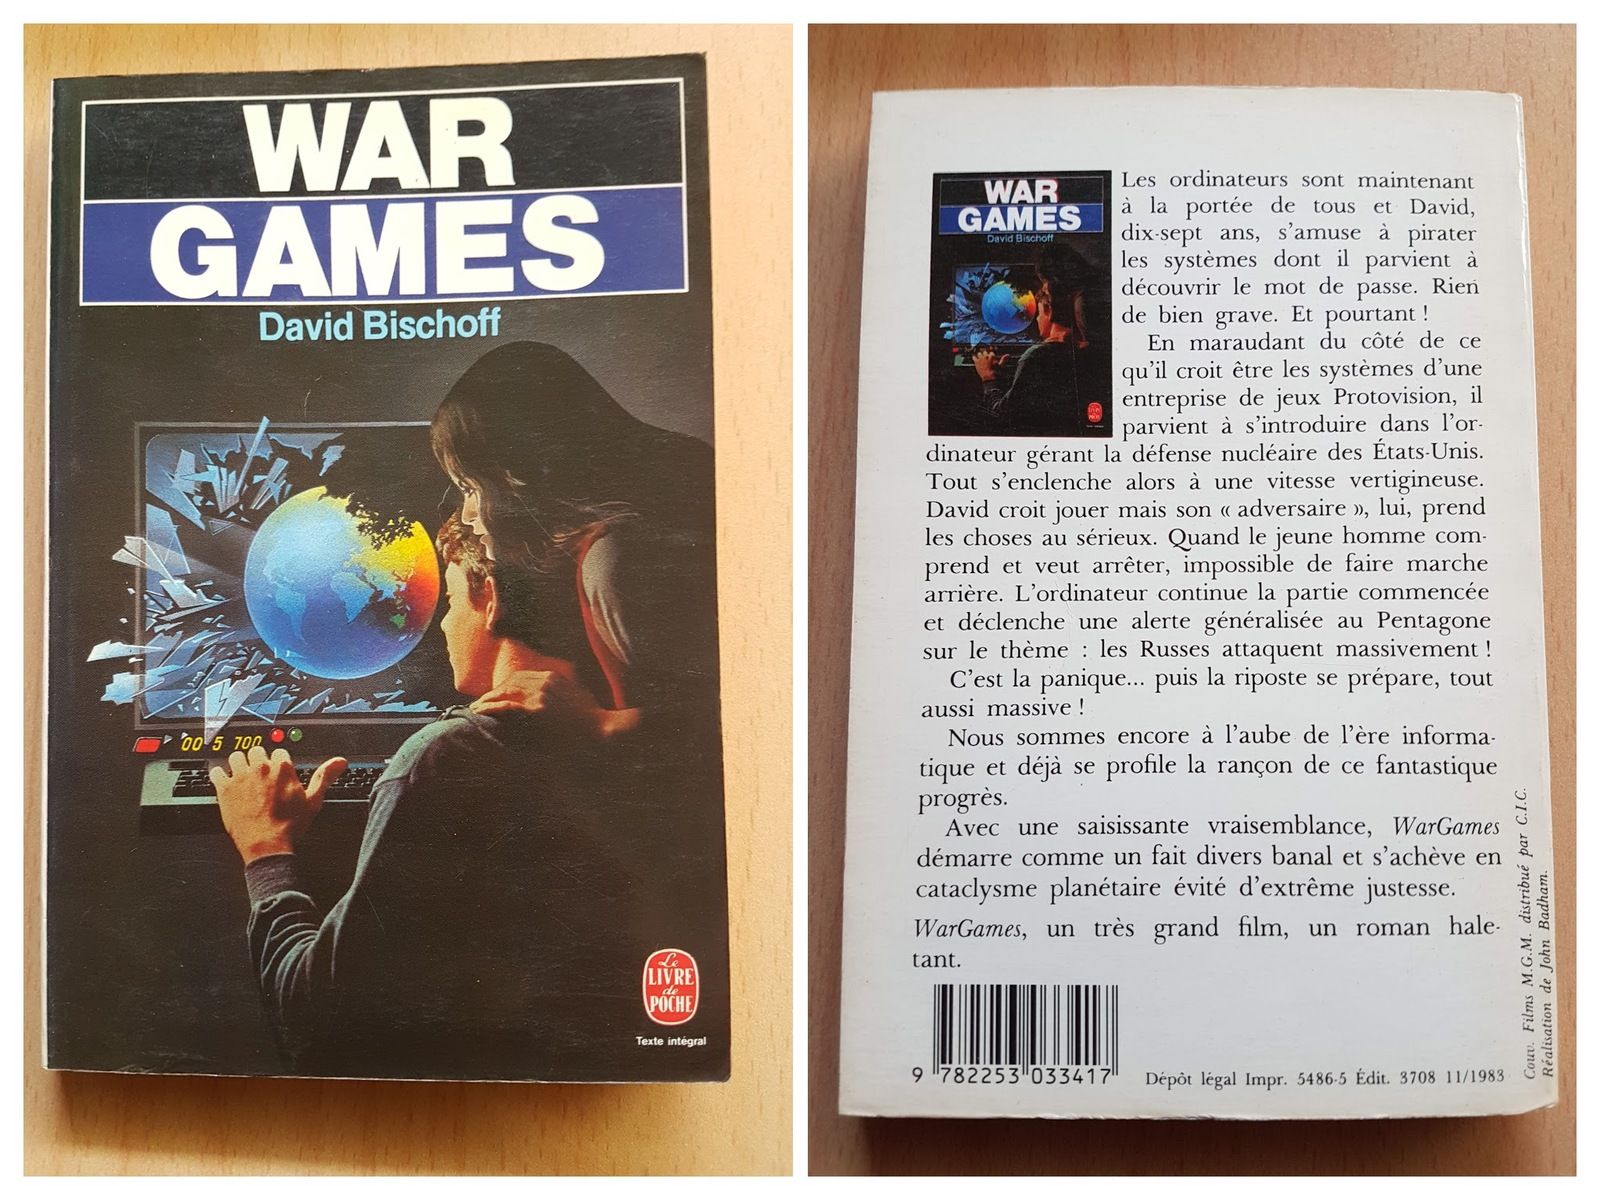 WAR
GAMES
David Bischoff
00 5 700
Le
LIVRE
de
POCHE
Texte intégral
WAR
GAMES
David Bischoff
Les ordinateurs sont maintenant
à la portée de tous et David,
dix-sept ans, s'amuse à pirater
les systèmes dont il parvient à
découvrir le mot de passe. Rien
de bien grave. Et pourtant !
En maraudant du côté de ce
qu'il croit être les systèmes d'une
entreprise de jeux Protovision, il
parvient à s'introduire dans l'or-
dinateur gérant la défense nucléaire des États-Unis.
Tout s'enclenche alors à une vitesse vertigineuse.
David croit jouer mais son « adversaire », lui, prend
les choses au sérieux. Quand le jeune homme com-
prend et veut arrêter, impossible de faire marche
arrière. L'ordinateur continue la partie commencée
et déclenche une alerte généralisée au Pentagone
sur le thème : les Russes attaquent massivement !
C'est la panique... puis la riposte se prépare, tout
aussi massive !
Nous sommes encore à l'aube de l'ère informa-
tique et déjà se profile la rançon de ce fantastique
progrès.
Avec une saisissante vraisemblance, WarGames
démarre comme un fait divers banal et s'achève en
cataclysme planétaire évité d'extrême justesse.
WarGames, un très grand film, un roman hale-
tant.
9 782253 033417
Dépôt légal Impr. 5486-5 Édit. 3708 11/1983
Couv. Films M.G.M. distribué par C.I.C.
Réalisation de John Badham.